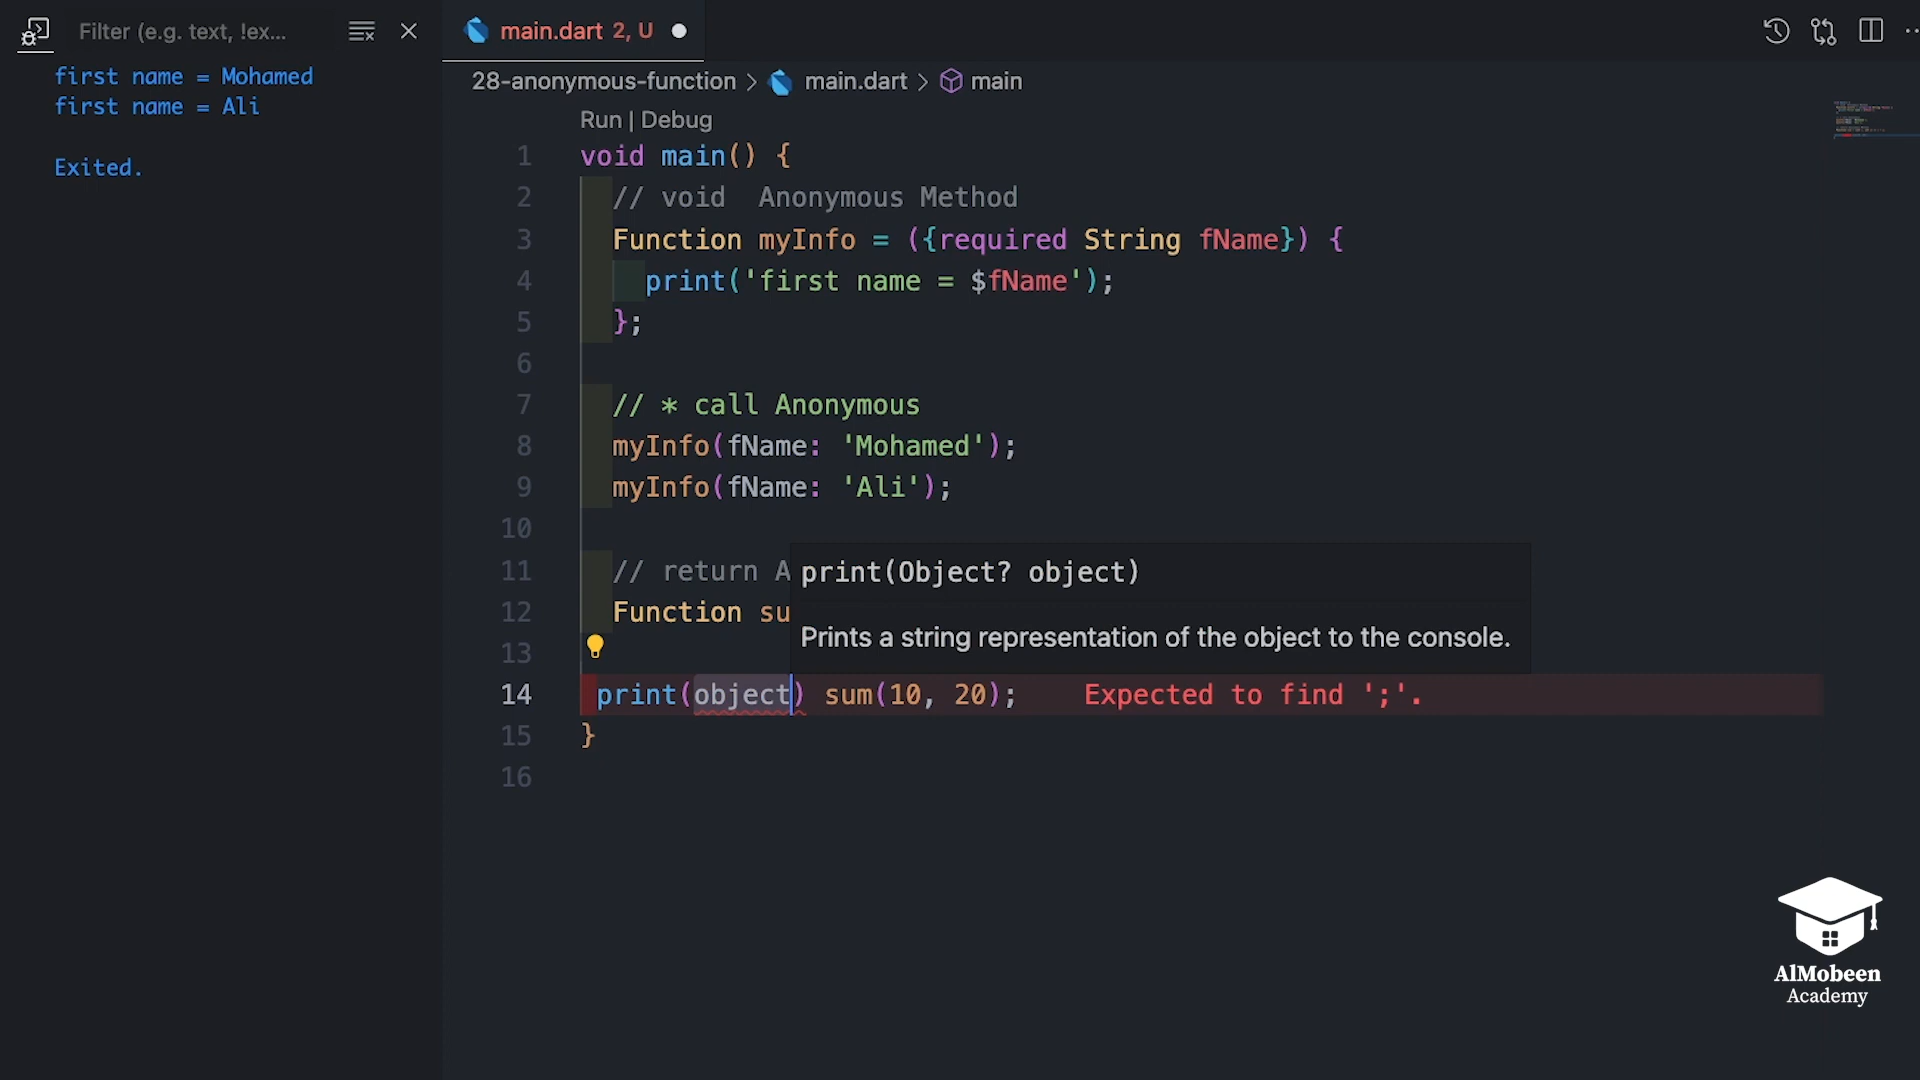 Filter (e.g. text, !ex...
first name = Mohamed
first name = Ali
Exited.
main.dart 2, U
28-anonymous-function > main.dart > main
Run | Debug
1 void main() {
2 // void  Anonymous Method
3 Function myInfo = ({required String fName}) {
4 print('first name = $fName');
5 };
6
7 // * call Anonymous
8 myInfo(fName: 'Mohamed');
9 myInfo(fName: 'Ali');
10
11 // return A
print(Object? object)
12 Function su
Prints a string representation of the object to the console.
13
14 print(object) sum(10, 20); Expected to find ';'.
15 }
16
AlMobeen
Academy